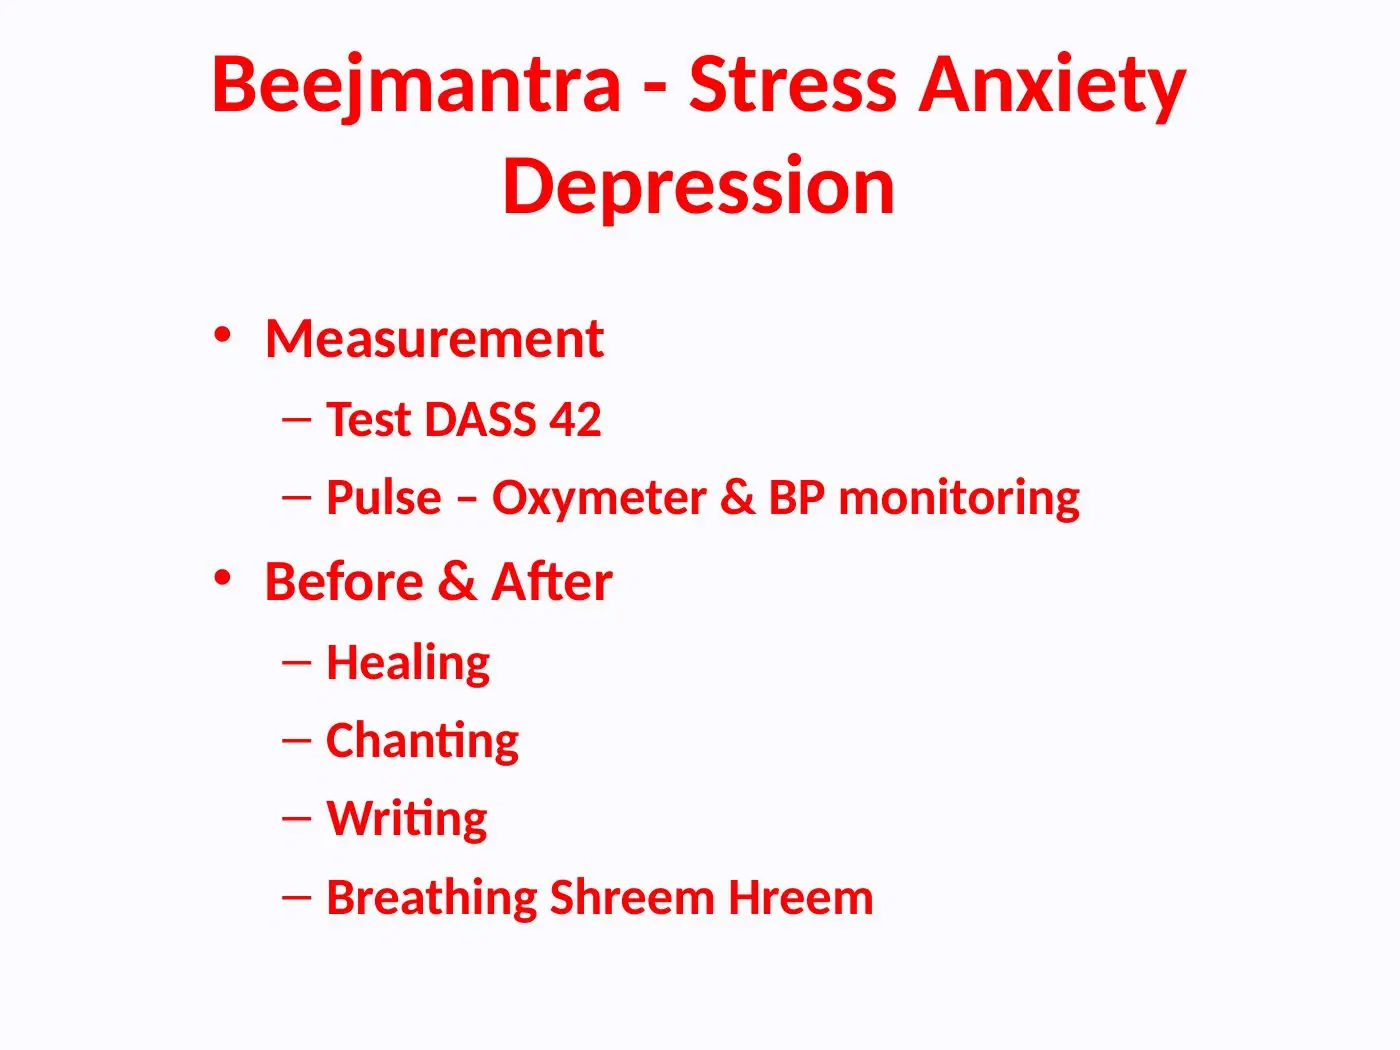 Beejmantra - Stress Anxiety
Depression
• Measurement
– Test DASS 42
– Pulse – Oxymeter & BP monitoring
• Before & After
– Healing
– Chanting
– Writing
– Breathing Shreem Hreem